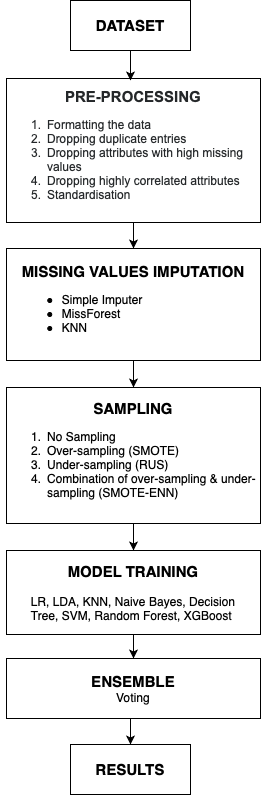 DATASET
PRE-PROCESSING
1. Formatting the data
2. Dropping duplicate entries
3. Dropping attributes with high missing
values
4. Dropping highly correlated attributes
5. Standardisation
MISSING VALUES IMPUTATION
● Simple Imputer
● MissForest
● KNN
SAMPLING
1. No Sampling
2. Over-sampling (SMOTE)
3. Under-sampling (RUS)
4. Combination of over-sampling & under-
sampling (SMOTE-ENN)
MODEL TRAINING
LR, LDA, KNN, Naive Bayes, Decision
Tree, SVM, Random Forest, XGBoost
ENSEMBLE
Voting
RESULTS